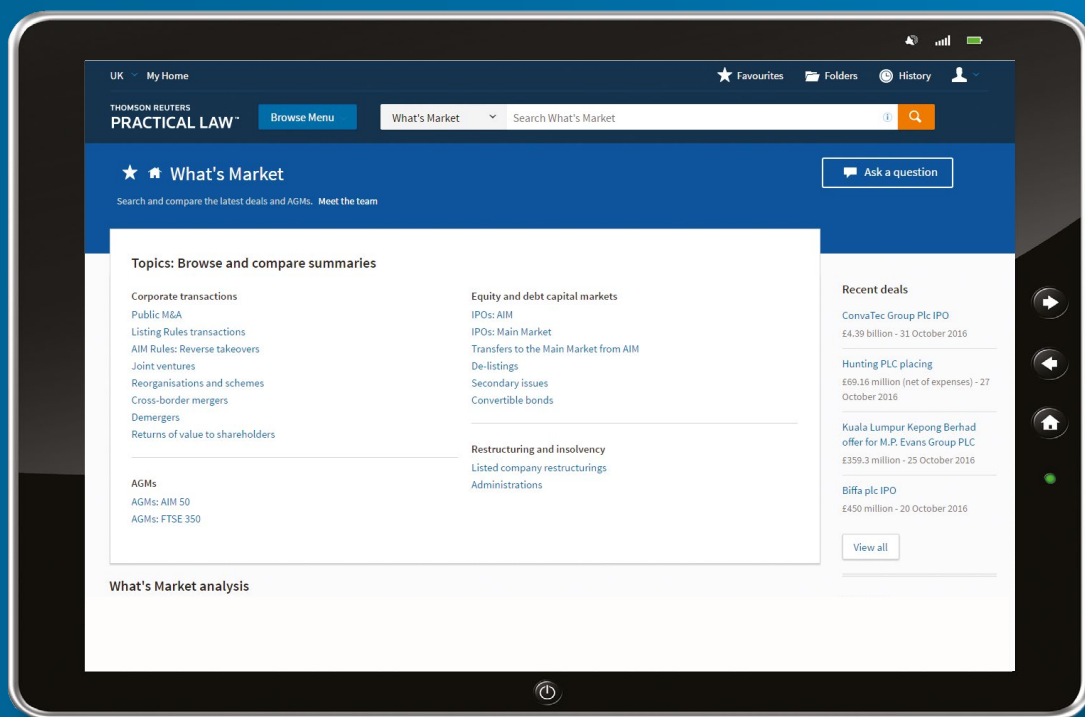 UK My Home
Favourites Folders History
THOMSON REUTERS
PRACTICAL LAW™
Browse Menu
What's Market
Search What's Market
What's Market
Search and compare the latest deals and AGMs. Meet the team
Ask a question
Topics: Browse and compare summaries
Corporate transactions
Public M&A
Listing Rules transactions
AIM Rules: Reverse takeovers
Joint ventures
Reorganisations and schemes
Cross-border mergers
Demergers
Returns of value to shareholders
AGMs
AGMs: AIM 50
AGMs: FTSE 350
Equity and debt capital markets
IPOs: AIM
IPOs: Main Market
Transfers to the Main Market from AIM
De-listings
Secondary issues
Convertible bonds
Restructuring and insolvency
Listed company restructurings
Administrations
Recent deals
ConvaTec Group Plc IPO
£4.39 billion - 31 October 2016
Hunting PLC placing
£69.16 million (net of expenses) - 27
October 2016
Kuala Lumpur Kepong Berhad
offer for M.P. Evans Group PLC
£359.3 million - 25 October 2016
Biffa plc IPO
£450 million - 20 October 2016
View all
What's Market analysis